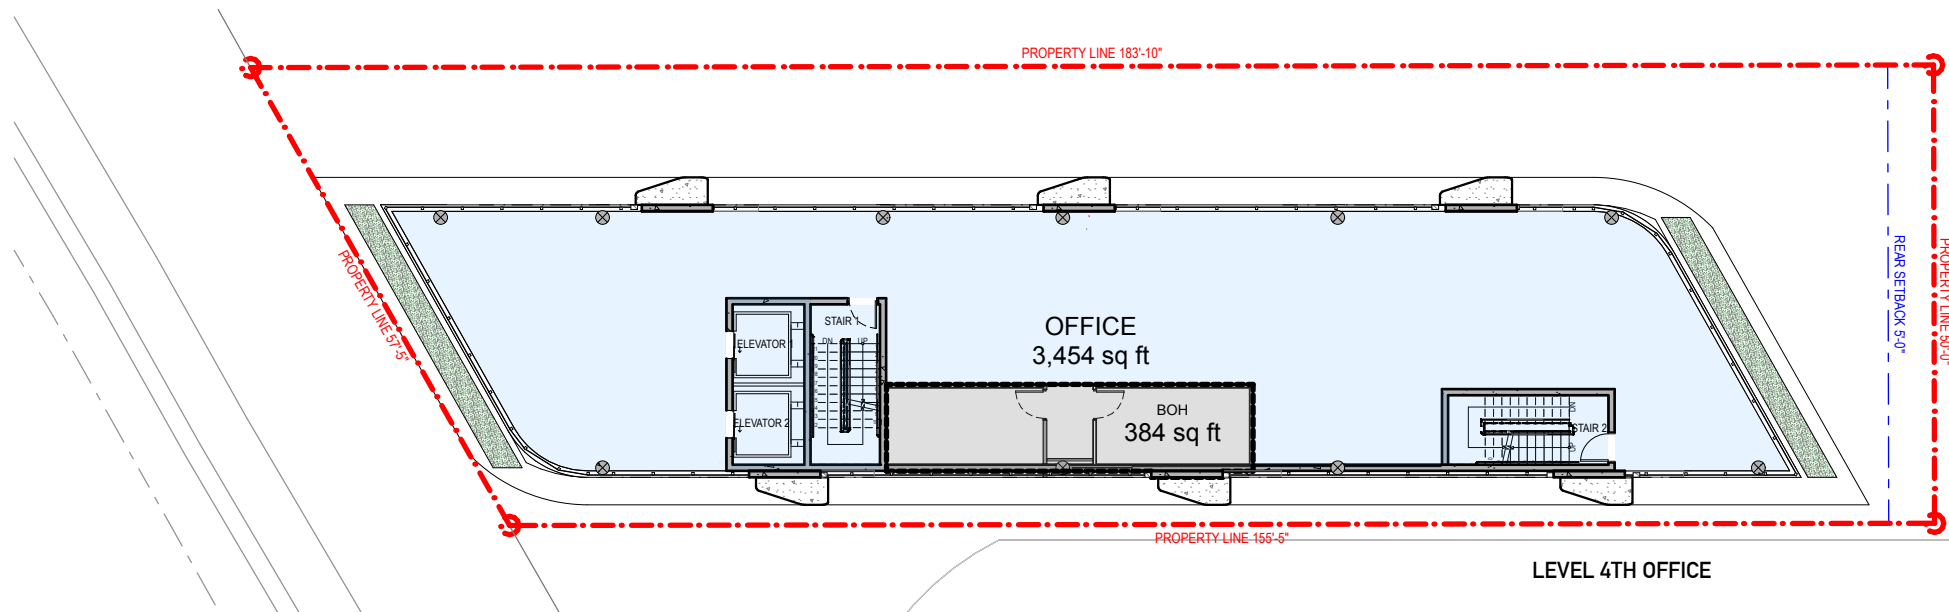 PROPERTY LINE 183'-10"
PROPERTY LINE 57'-5"
REAR SETBACK 5'-0"
PROPERTY LINE 50'-0"
STAIR 1
DN
UP
ELEVATOR 1
ELEVATOR 2
OFFICE
3,454 sq ft
BOH
384 sq ft
DN
STAIR 2
UP
PROPERTY LINE 155'-5"
LEVEL 4TH OFFICE